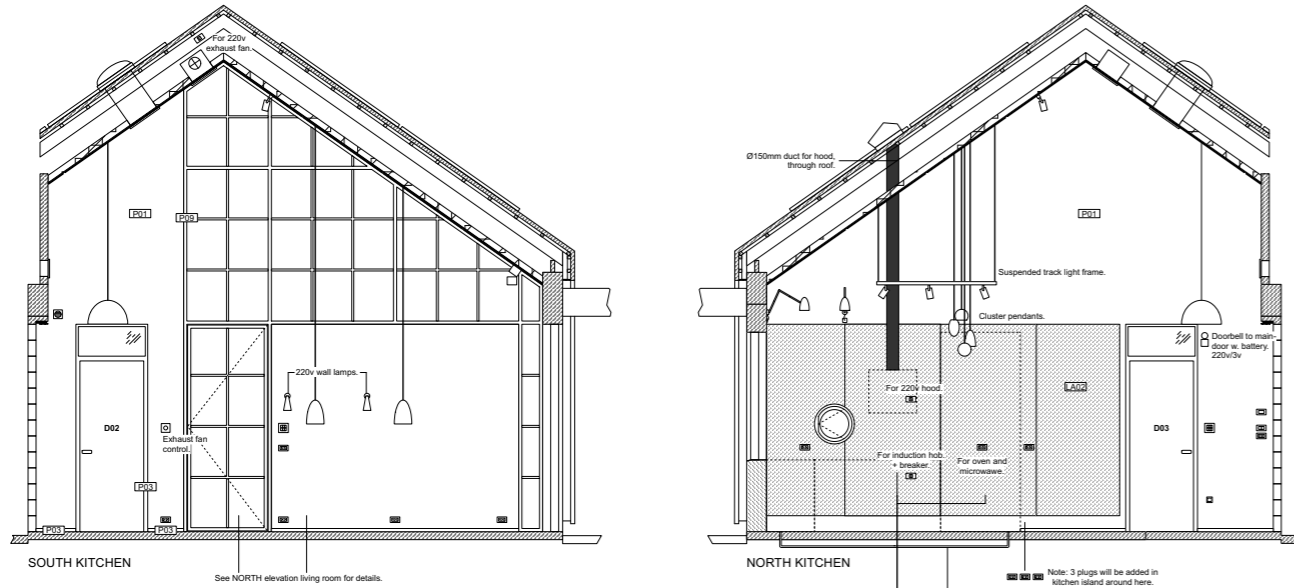 For 220v
exhaust fan.
P01
P09
220v wall lamps.
D02
Exhaust fan
control.
P03
P03
P03
SOUTH KITCHEN
See NORTH elevation living room for details.
Ø150mm duct for hood,
through roof.
P01
Suspended track light frame.
Cluster pendants.
Doorbell to main-
door w. battery.
220v/3v
For 220v hood.
LA02
D03
For induction hob.
+ breaker.
For oven and
microwawe.
NORTH KITCHEN
Note: 3 plugs will be added in
kitchen island around here.